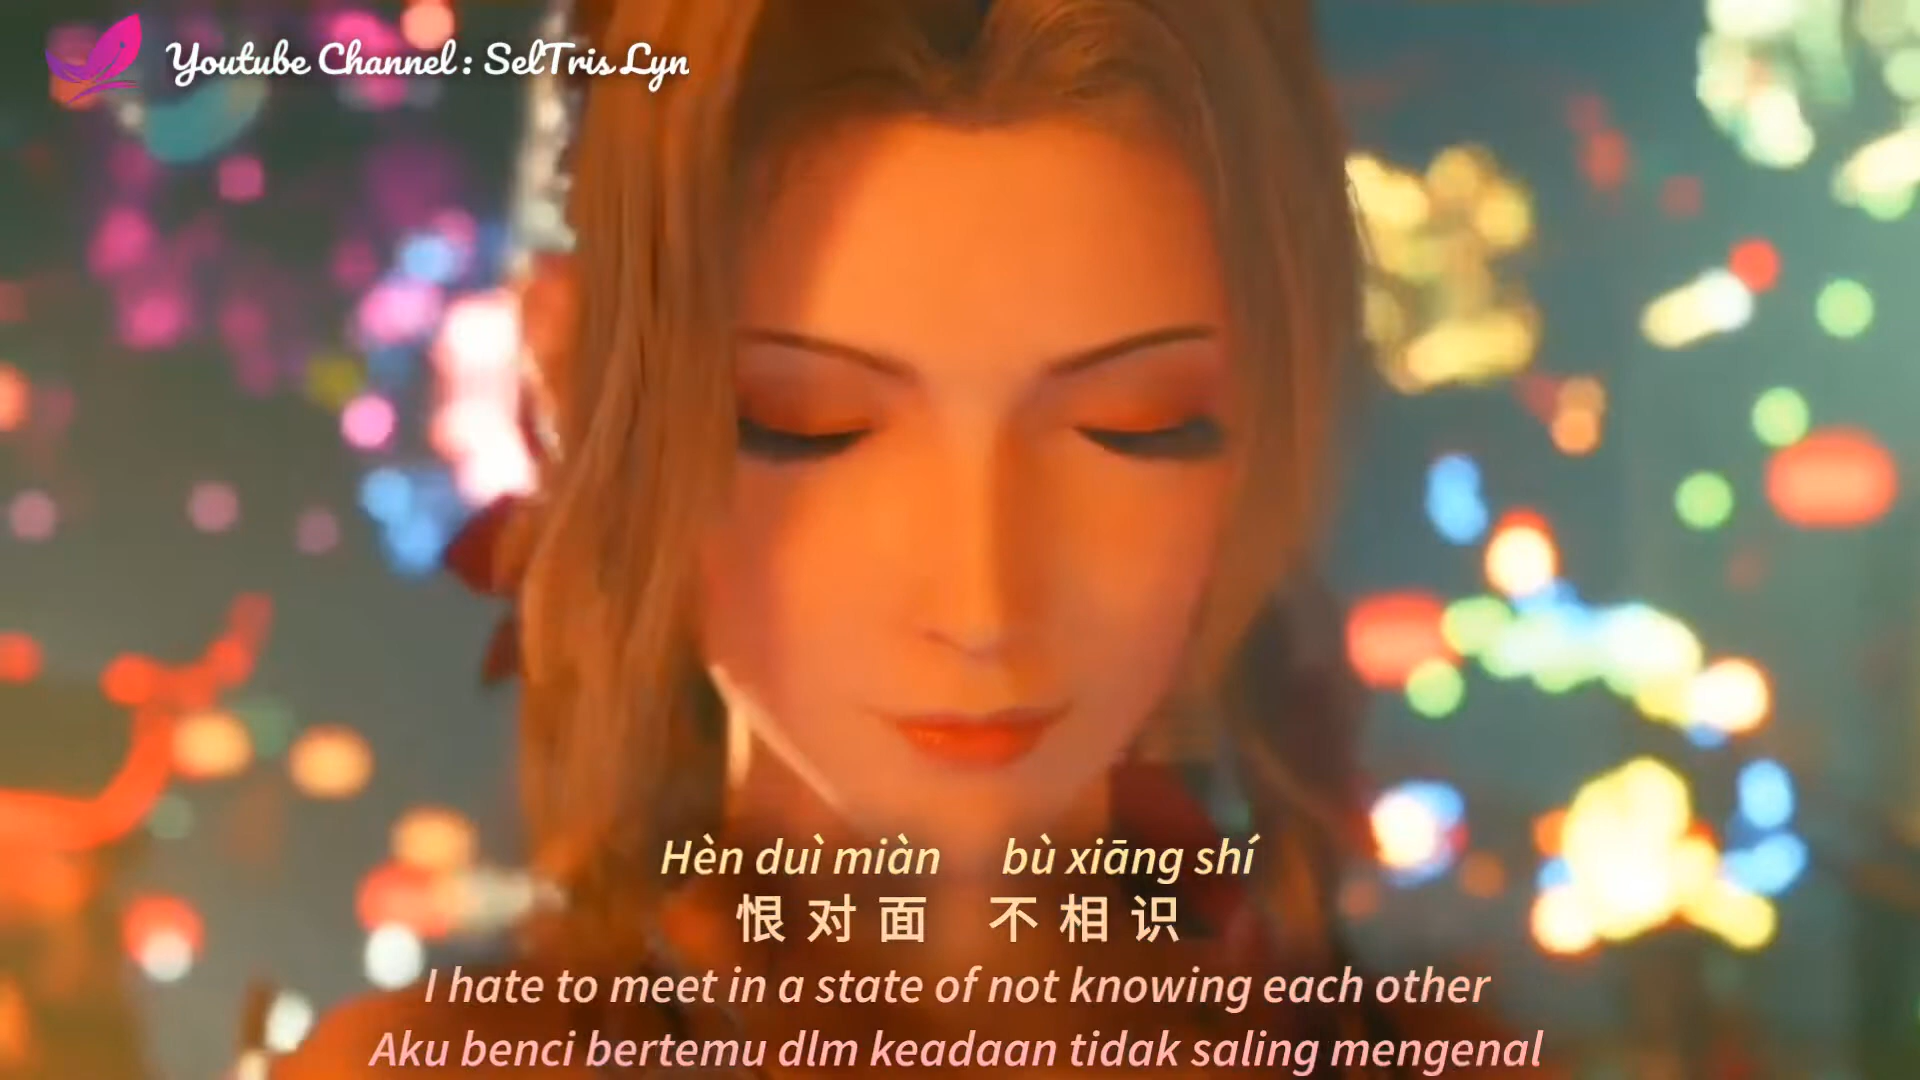 Youtube Channel : SelTris Lyn
Hèn duì miàn bù xiāng shí
恨对面 不相识
I hate to meet in a state of not knowing each other
Aku benci bertemu dlm keadaan tidak saling mengenal